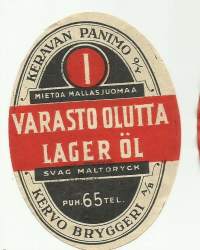 KERAVAN PANIMO O/Y
I
MIETOA MALLASJUOMAA
VARASTO OLUTTA
LAGER ÖL
SVAG MALTDRYCK
PUH. 65 TEL.
KERVO BRYGGERI A/B